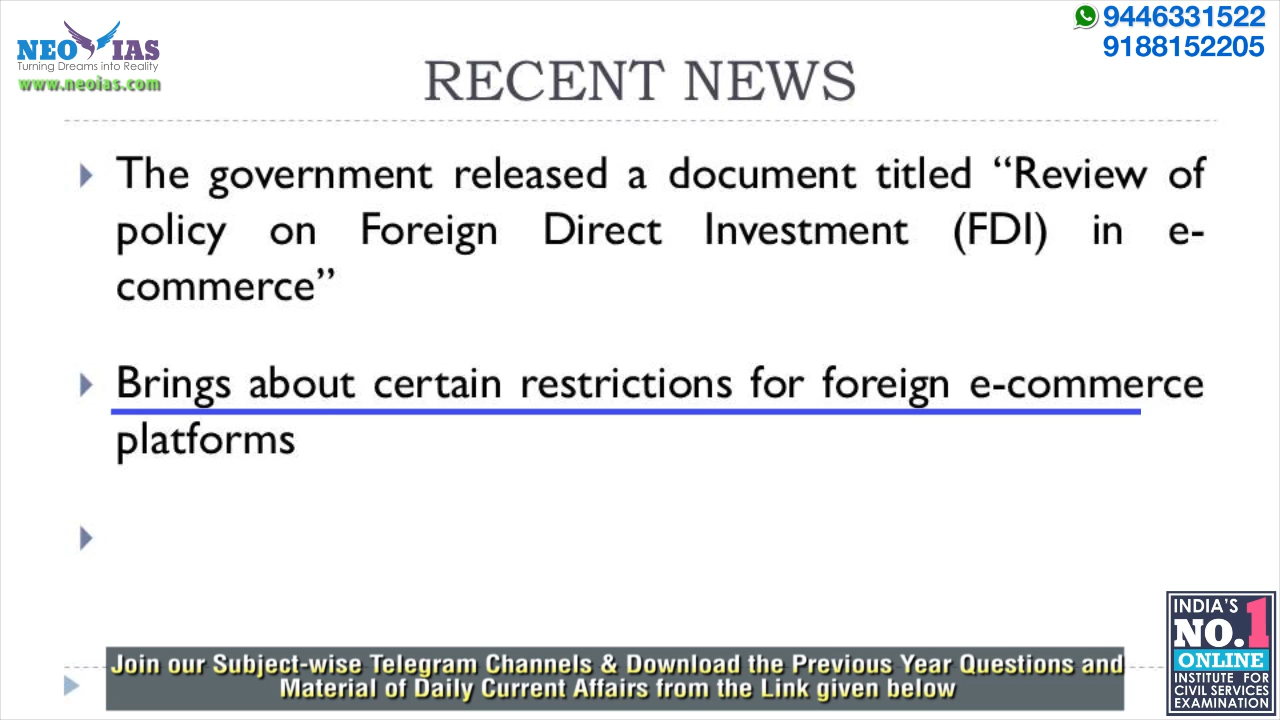 NEO IAS
Turning Dreams into Reality
www.neoias.com
9446331522
9188152205
RECENT NEWS
The government released a document titled “Review of
policy on Foreign Direct Investment (FDI) in e-
commerce”
Brings about certain restrictions for foreign e-commerce
platforms
Join our Subject-wise Telegram Channels & Download the Previous Year Questions and
Material of Daily Current Affairs from the Link given below
INDIA’S
NO.1
ONLINE
INSTITUTE FOR
CIVIL SERVICES
EXAMINATION